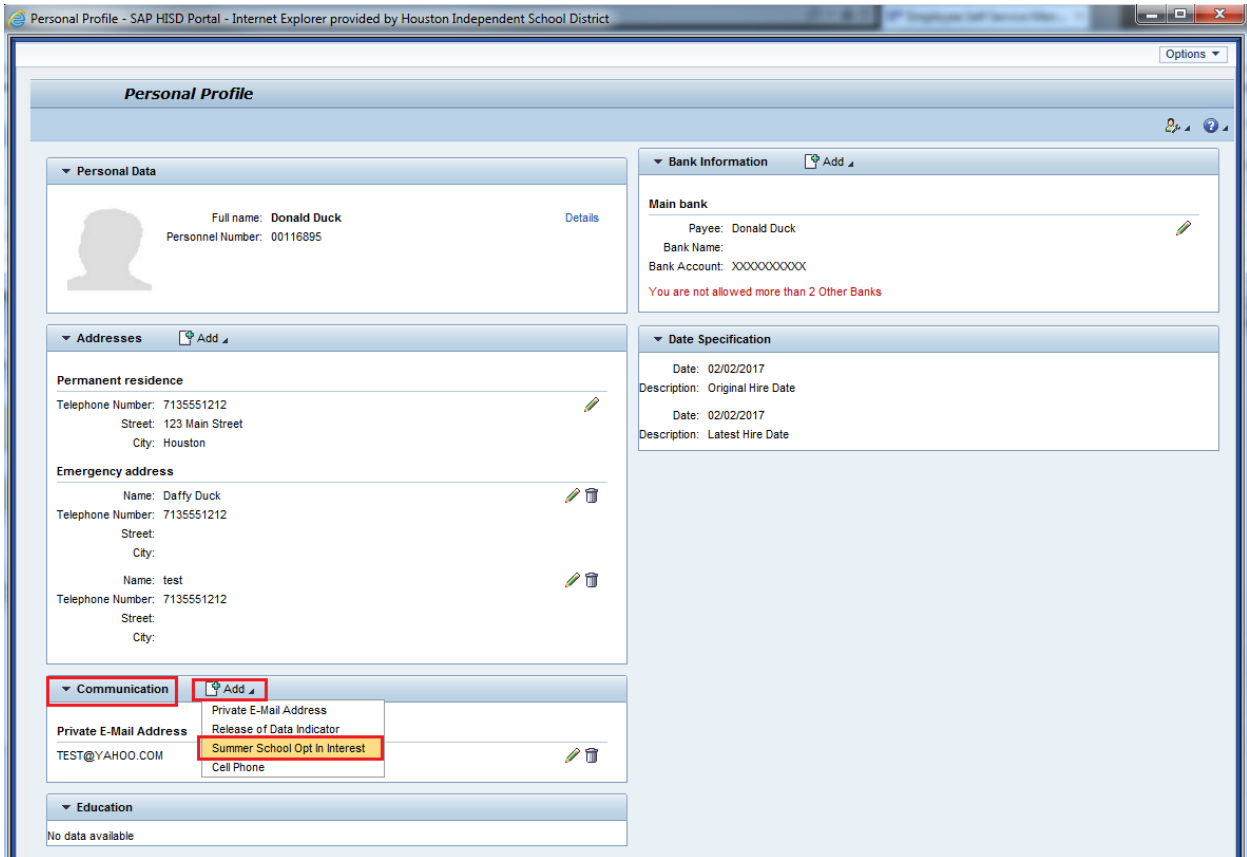 Personal Profile - SAP HISD Portal - Internet Explorer provided by Houston Independent School District
Options
Personal Profile
Personal Data
Full name: Donald Duck
Details
Personnel Number: 00116895
Addresses Add
Permanent residence
Telephone Number: 7135551212
Street: 123 Main Street
City: Houston
Emergency address
Name: Daffy Duck
Telephone Number: 7135551212
Street:
City:
Name: test
Telephone Number: 7135551212
Street:
City:
Communication Add
Private E-Mail Address
Release of Data Indicator
Summer School Opt In Interest
Cell Phone
Private E-Mail Address
TEST@YAHOO.COM
Education
No data available
Bank Information Add
Main bank
Payee: Donald Duck
Bank Name:
Bank Account: XXXXXXXXXX
You are not allowed more than 2 Other Banks
Date Specification
Date: 02/02/2017
Description: Original Hire Date
Date: 02/02/2017
Description: Latest Hire Date